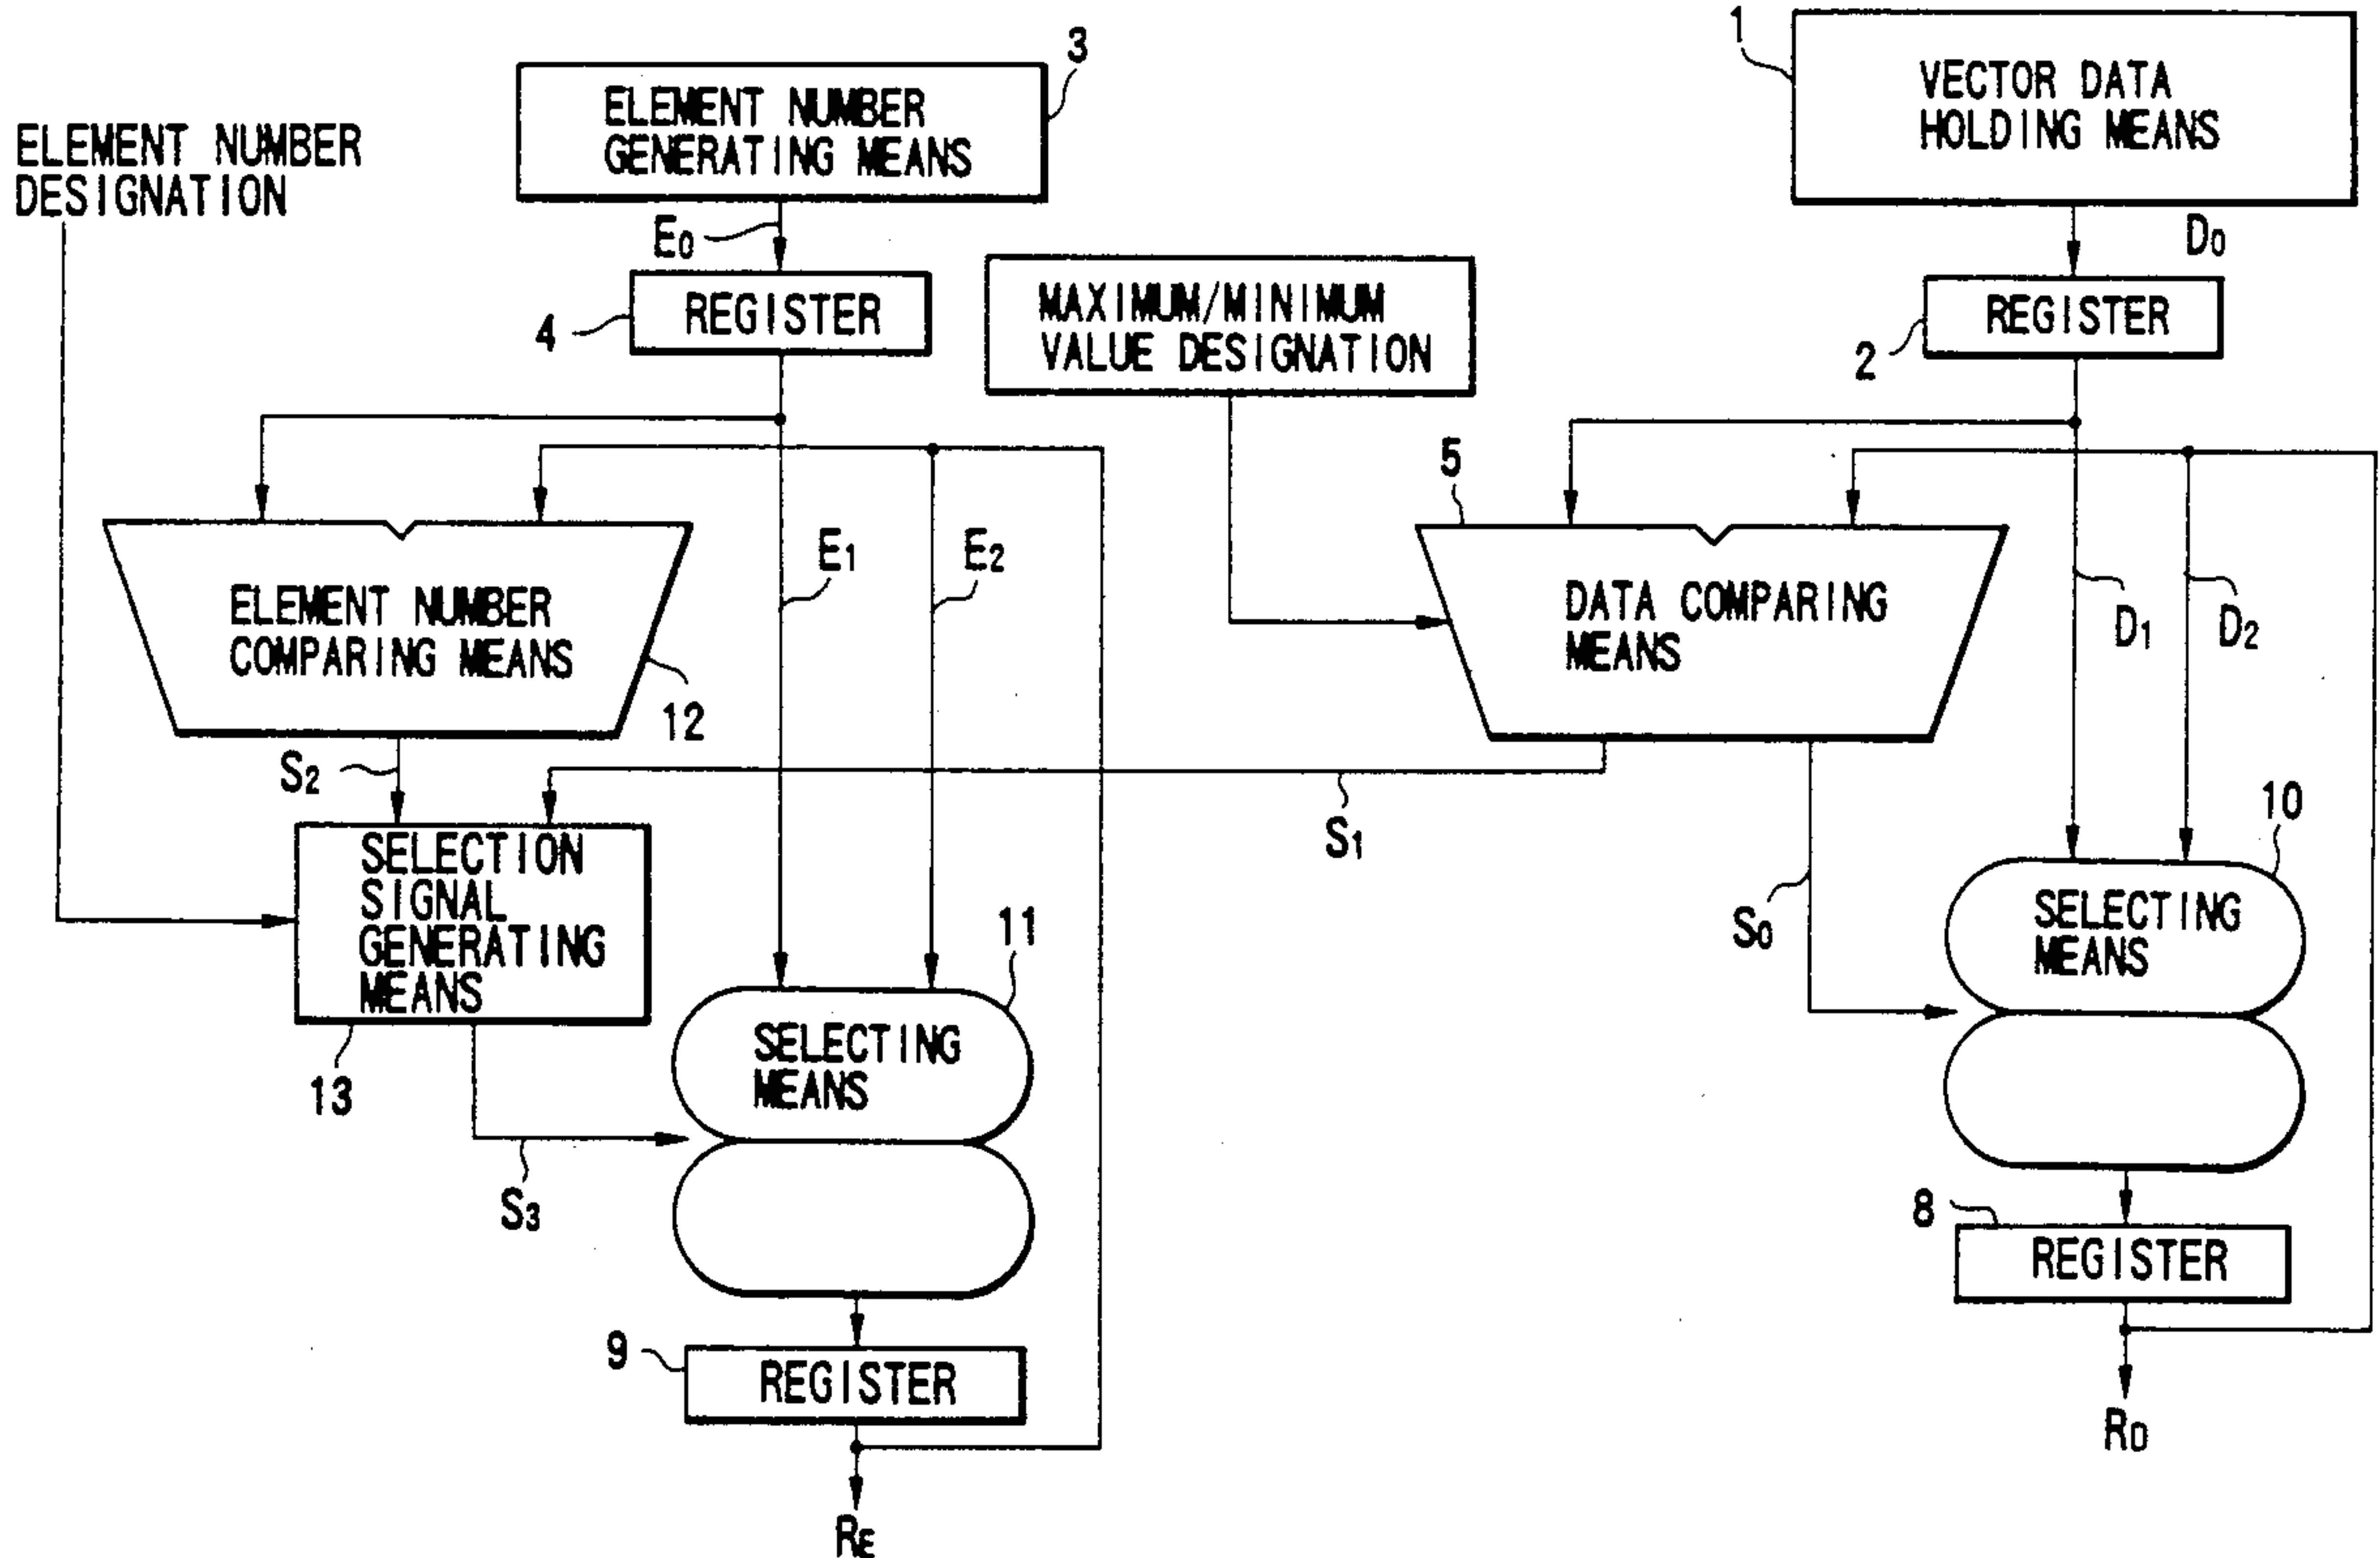 1
VECTOR DATA
HOLDING MEANS
3
ELEMENT NUMBER
GENERATING MEANS
ELEMENT NUMBER
DESIGNATION
E0
D0
REGISTER
4
MAXIMUM/MINIMUM
VALUE DESIGNATION
REGISTER
2
5
E1
E2
ELEMENT NUMBER
COMPARING MEANS
12
DATA COMPARING
MEANS
D1
D2
S2
S1
10
SELECTION
SIGNAL
GENERATING
MEANS
13
S0
SELECTING
MEANS
11
SELECTING
MEANS
S3
8
REGISTER
9
REGISTER
RD
RE